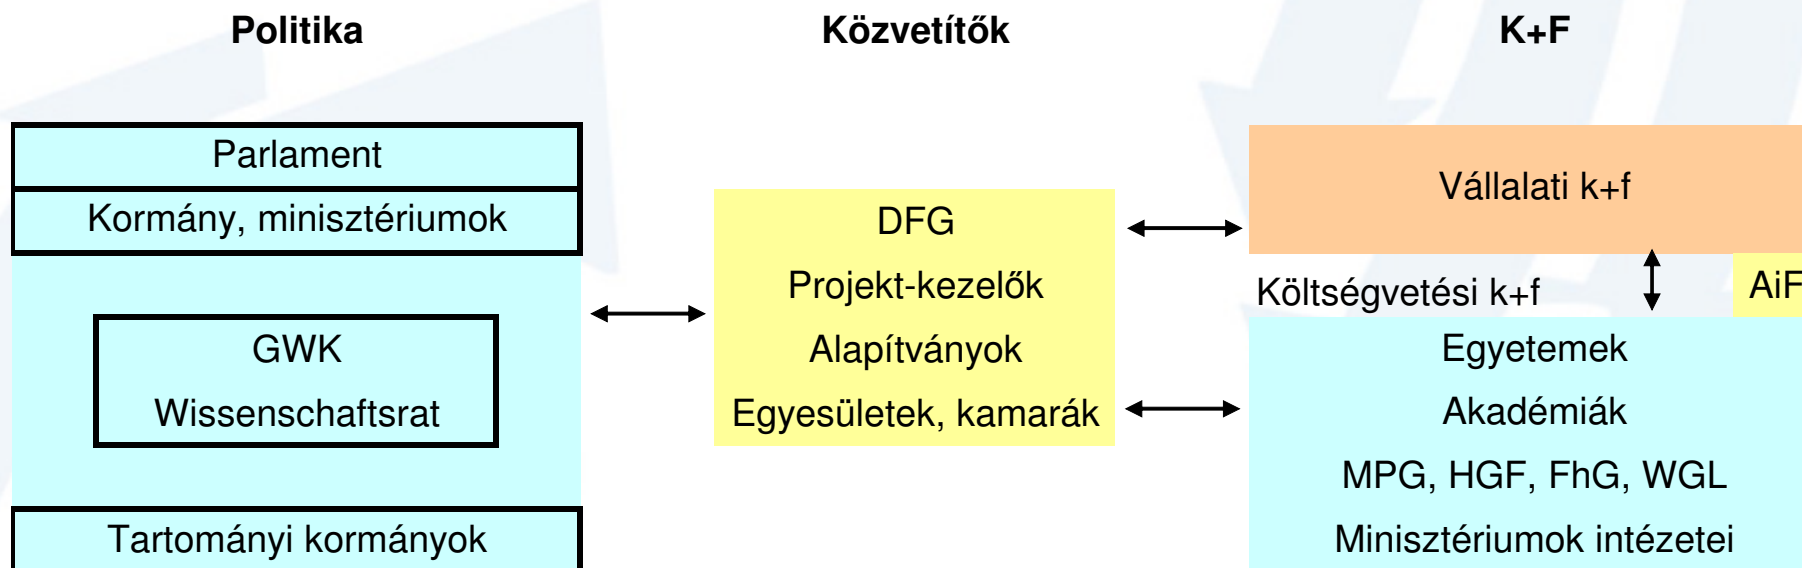 Politika
Közvetítők
K+F
Parlament
Kormány, minisztériumok
GWK
Wissenschaftsrat
Tartományi kormányok
DFG
Projekt-kezelők
Alapítványok
Egyesületek, kamarák
Vállalati k+f
Költségvetési k+f
AiF
Egyetemek
Akadémiák
MPG, HGF, FhG, WGL
Minisztériumok intézetei